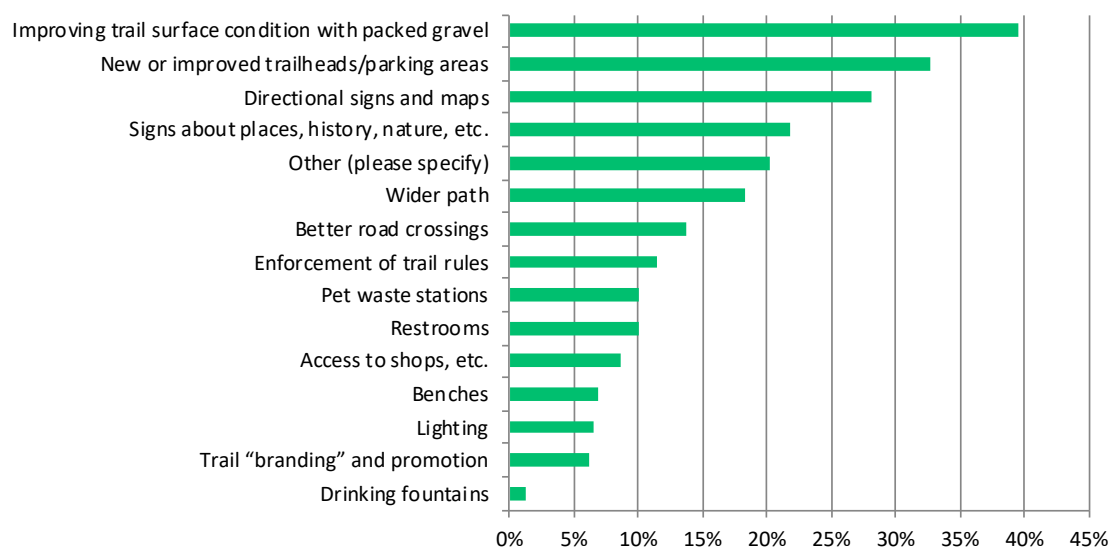 Improving trail surface condition with packed gravel
New or improved trailheads/parking areas
Directional signs and maps
Signs about places, history, nature, etc.
Other (please specify)
Wider path
Better road crossings
Enforcement of trail rules
Pet waste stations
Restrooms
Access to shops, etc.
Benches
Lighting
Trail “branding” and promotion
Drinking fountains
0% 5% 10% 15% 20% 25% 30% 35% 40% 45%